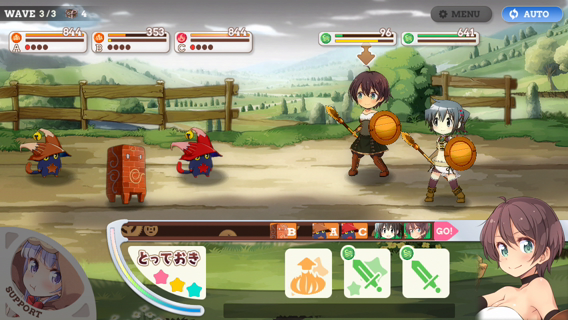 WAVE 3/3 4
MENU
AUTO
844
353
844
96
641
A
B
C
B A C GO!
とっておき
SUPPORT